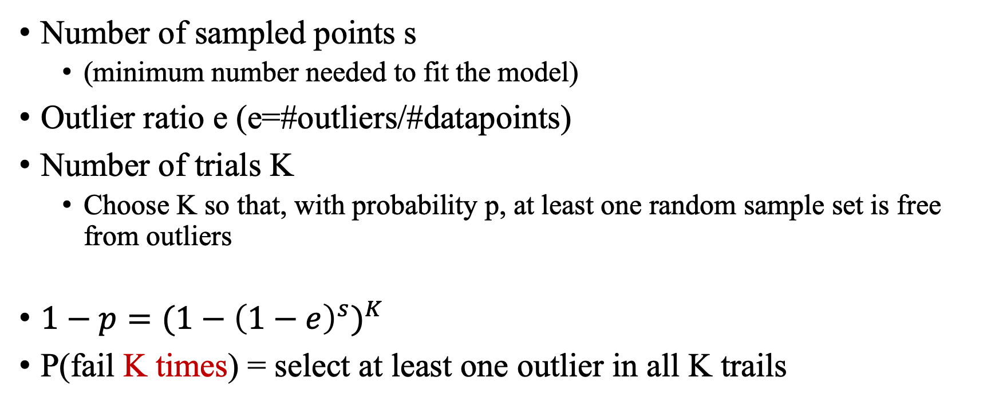 • Number of sampled points s
• (minimum number needed to fit the model)
• Outlier ratio e (e=#outliers/#datapoints)
• Number of trials K
• Choose K so that, with probability p, at least one random sample set is free
from outliers
• 1 − p = (1 − (1 − e)^s)^K
• P(fail K times) = select at least one outlier in all K trails